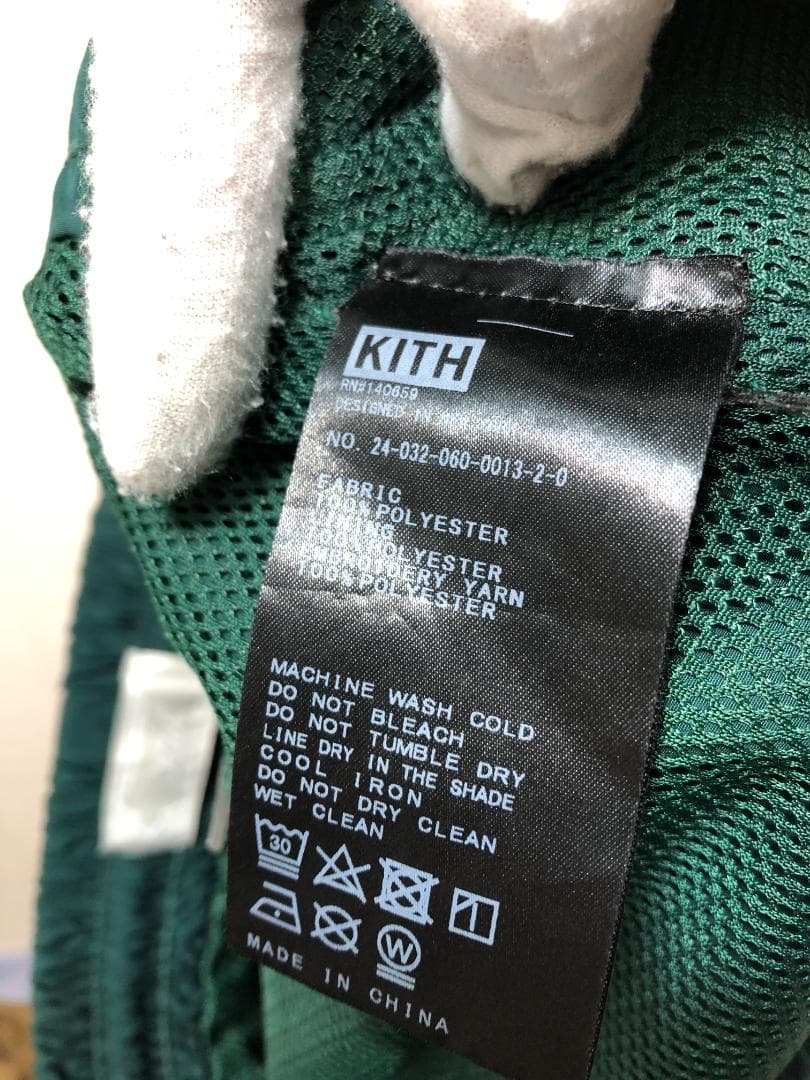 KITH
RN#140659
DESIGNED IN
NO. 24-032-060-0013-2-0
FABRIC
100%POLYESTER
LINING
100%POLYESTER
EMBROIDERY YARN
100%POLYESTER
MACHINE WASH COLD
DO NOT BLEACH
DO NOT TUMBLE DRY
LINE DRY IN THE SHADE
COOL IRON
DO NOT DRY CLEAN
WET CLEAN
30
W
MADE IN CHINA